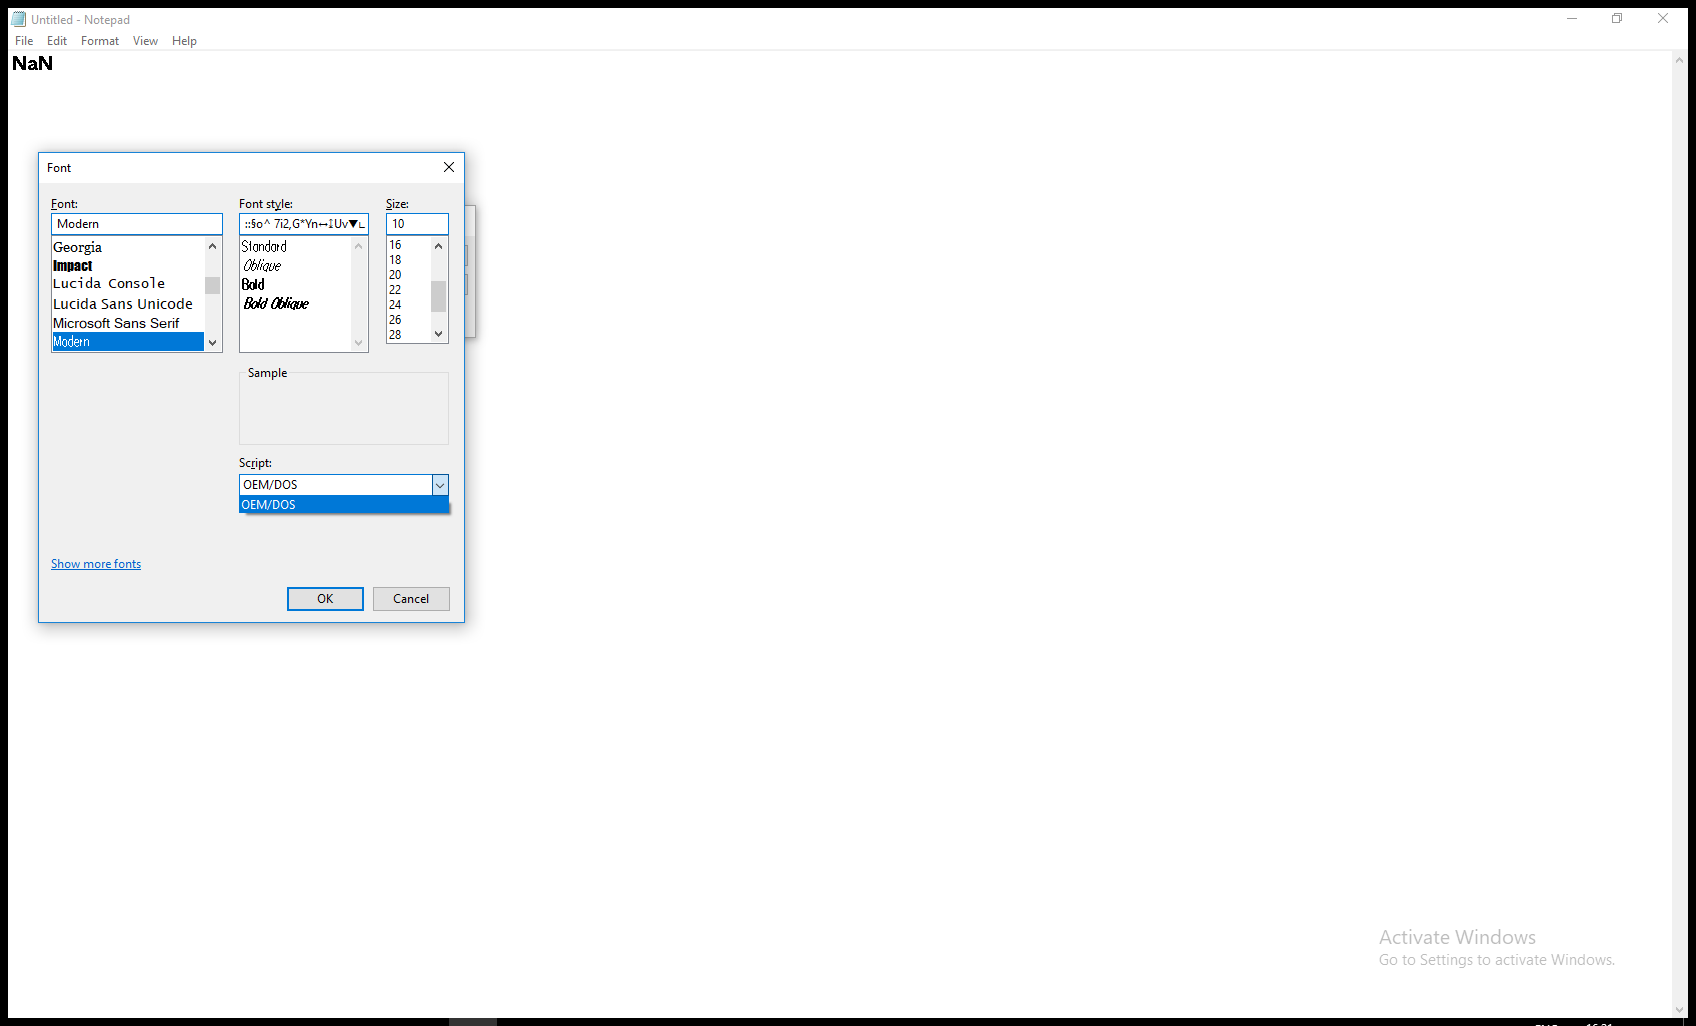 Untitled - Notepad
File Edit Format View Help
NaN
Font
Font: Font style: Size:
Modern ::§o^ 7i2,G*Yn↔↨Uv▼∟ 10
Georgia
Impact
Lucida Console
Lucida Sans Unicode
Microsoft Sans Serif
Modern
Standard
Oblique
Bold
Bold Oblique
16
18
20
22
24
26
28
Sample
Script:
OEM/DOS
OEM/DOS
Show more fonts
OK Cancel
Activate Windows
Go to Settings to activate Windows.